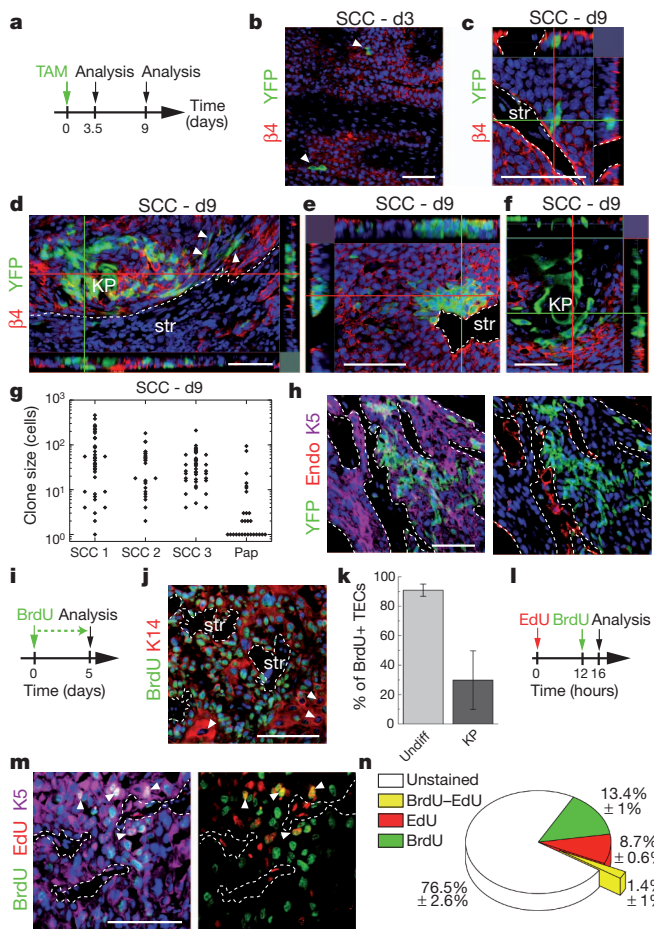 a
TAM Analysis Analysis
0 3.5 9
Time
(days)
b
SCC - d3
β4 YFP
c
SCC - d9
β4 YFP
str
d
SCC - d9
β4 YFP
KP
str
e
SCC - d9
str
f
SCC - d9
KP
g
SCC - d9
Clone size (cells)
10³
10²
10¹
10⁰
SCC 1 SCC 2 SCC 3 Pap
h
YFP Endo K5
i
BrdU Analysis
0 5
Time (days)
j
BrdU K14
str
str
k
% of BrdU+ TECs
100
80
60
40
20
0
Undiff KP
l
EdU BrdU Analysis
0 12 16
Time (hours)
m
BrdU EdU K5
n
Unstained
BrdU–EdU
EdU
BrdU
13.4%
± 1%
8.7%
± 0.6%
1.4%
± 1%
76.5%
± 2.6%